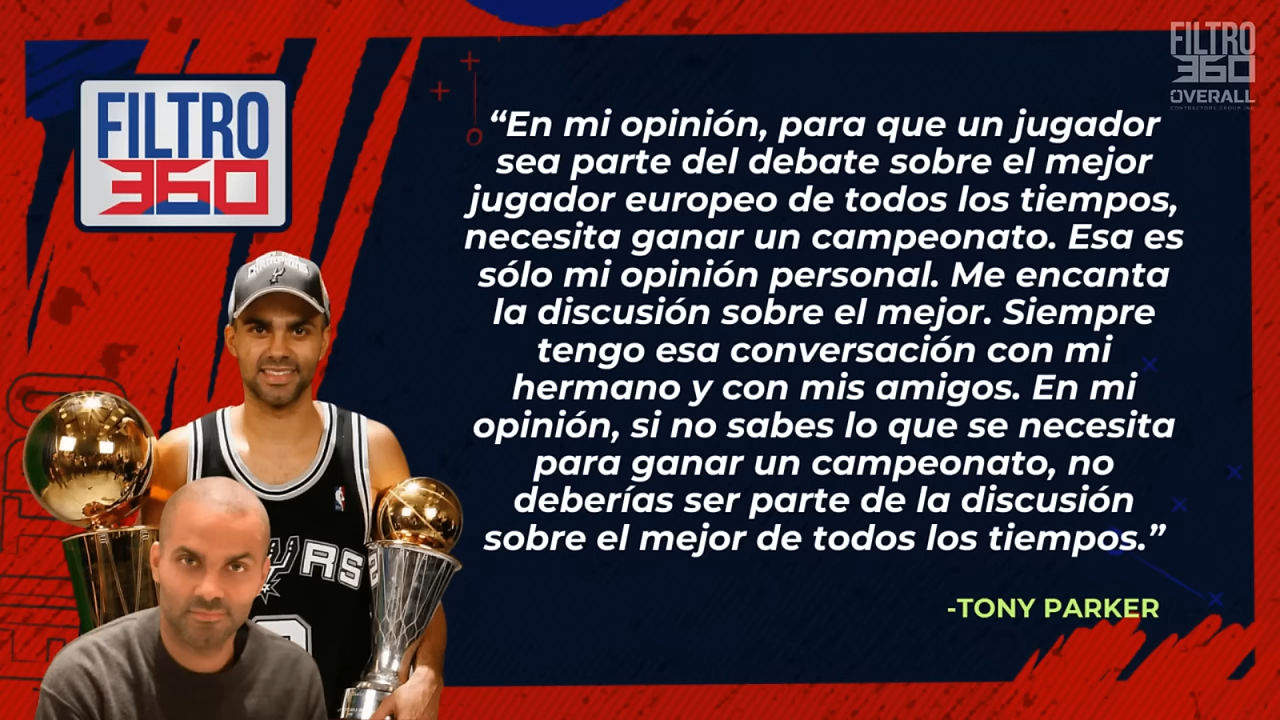 FILTRO
360
OVERALL
CONTRACTORS GROUP INC
FILTRO
360
“En mi opinión, para que un jugador
sea parte del debate sobre el mejor
jugador europeo de todos los tiempos,
necesita ganar un campeonato. Esa es
sólo mi opinión personal. Me encanta
la discusión sobre el mejor. Siempre
tengo esa conversación con mi
hermano y con mis amigos. En mi
opinión, si no sabes lo que se necesita
para ganar un campeonato, no
deberías ser parte de la discusión
sobre el mejor de todos los tiempos.”
-TONY PARKER
RS